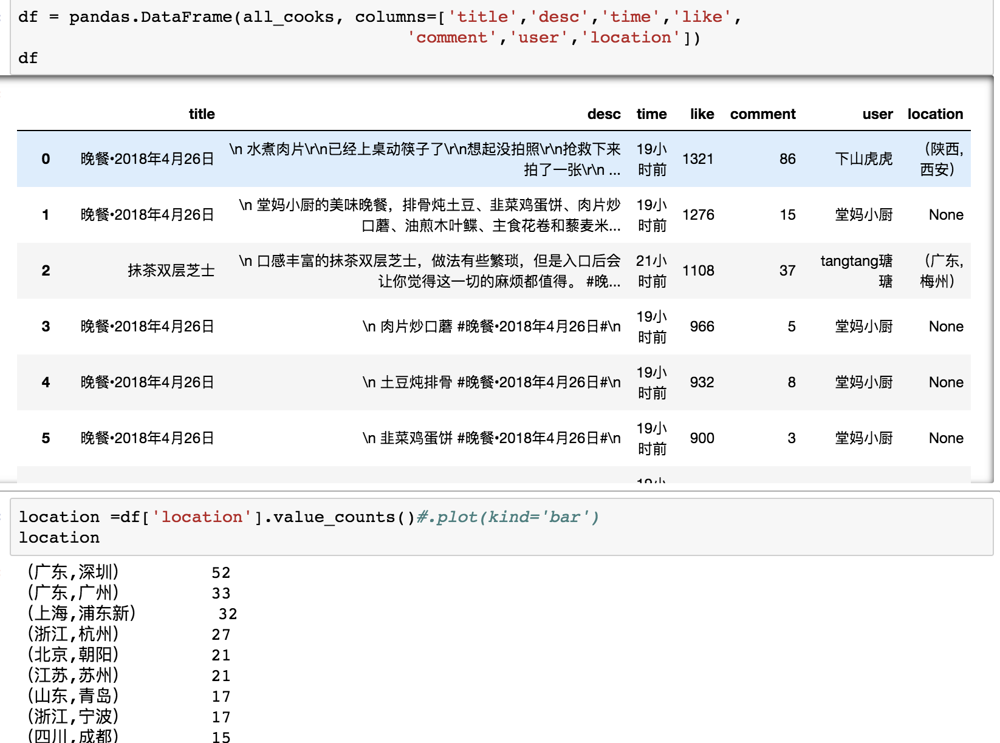 df = pandas.DataFrame(all_cooks, columns=['title','desc','time','like',
'comment','user','location'])
df
title desc time like comment user location
0 晚餐•2018年4月26日 \n 水煮肉片\r\n已经上桌动筷子了\r\n想起没拍照\r\n抢救下来 19小 1321 86 下山虎虎 （陕西,
拍了一张\r\n ... 时前 西安）
1 晚餐•2018年4月26日 \n 堂妈小厨的美味晚餐，排骨炖土豆、韭菜鸡蛋饼、肉片炒 19小 1276 15 堂妈小厨 None
口蘑、油煎木叶鲽、主食花卷和藜麦米... 时前
2 抹茶双层芝士 \n 口感丰富的抹茶双层芝士，做法有些繁琐，但是入口后会 21小 1108 37 tangtang瑭 （广东,
让你觉得这一切的麻烦都值得。 #晚... 时前 瑭 梅州）
3 晚餐•2018年4月26日 \n 肉片炒口蘑 #晚餐•2018年4月26日#\n 19小 966 5 堂妈小厨 None
时前
4 晚餐•2018年4月26日 \n 土豆炖排骨 #晚餐•2018年4月26日#\n 19小 932 8 堂妈小厨 None
时前
5 晚餐•2018年4月26日 \n 韭菜鸡蛋饼 #晚餐•2018年4月26日#\n 19小 900 3 堂妈小厨 None
时前
location =df['location'].value_counts()#.plot(kind='bar')
location
（广东,深圳） 52
（广东,广州） 33
（上海,浦东新） 32
（浙江,杭州） 27
（北京,朝阳） 21
（江苏,苏州） 21
（山东,青岛） 17
（浙江,宁波） 17
（四川,成都） 15